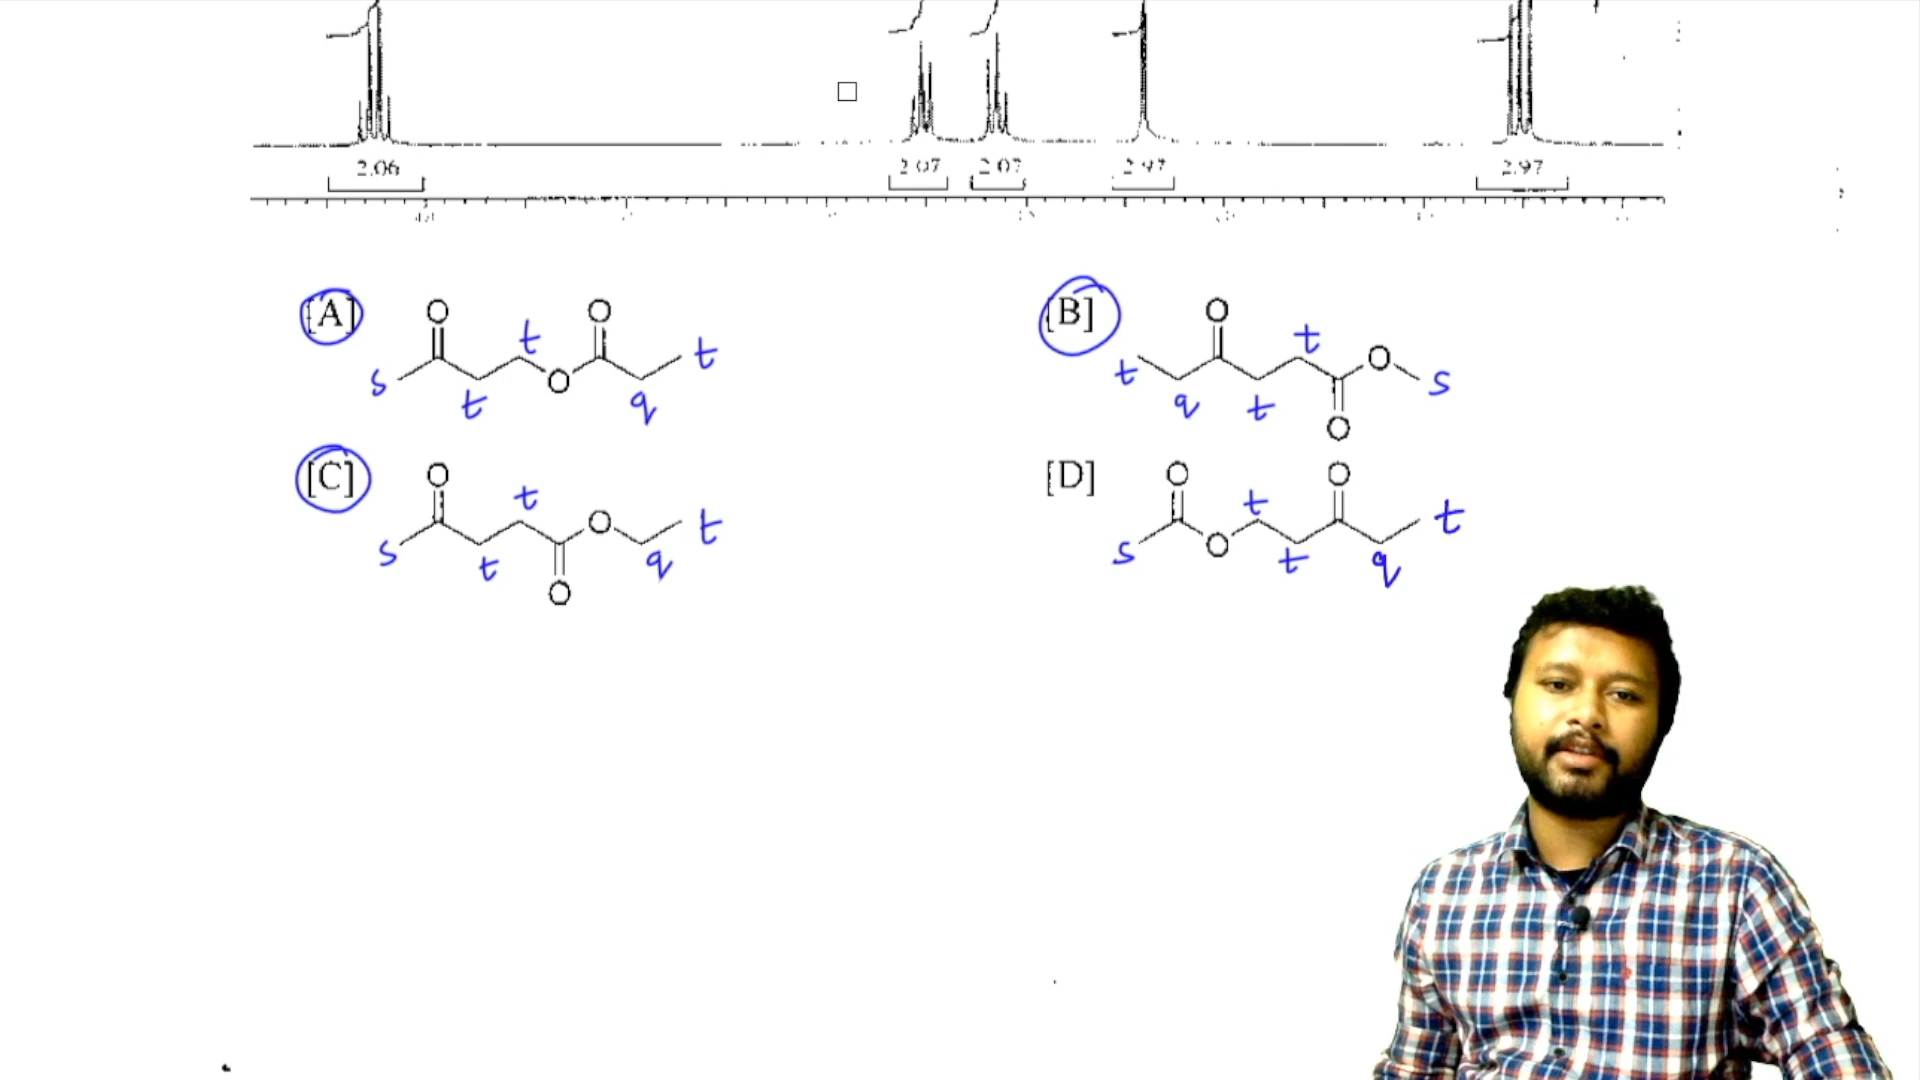 2.06 2.07 2.07 2.97 2.97
[A] O O t t s t O q
[B] O t O t q t s O
[C] O t O t s t q O
[D] O O t t s O t q